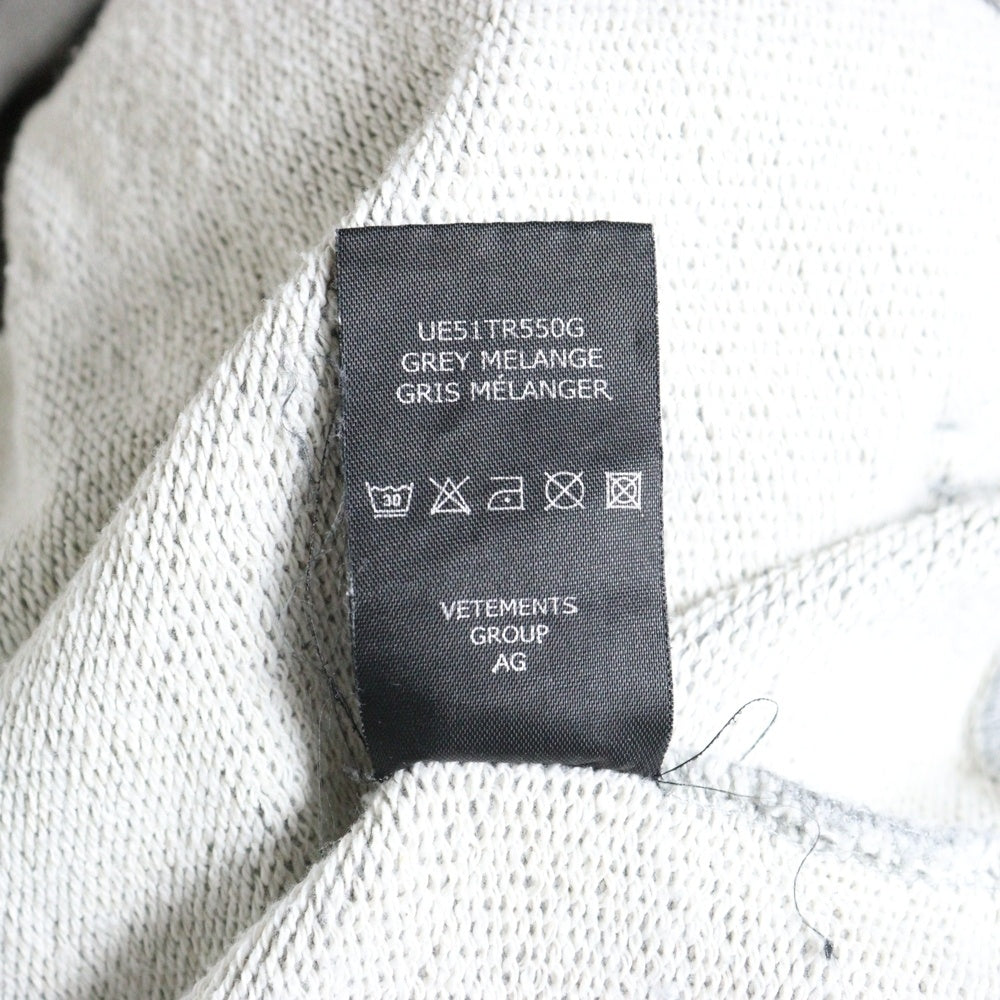 UE51TR550G
GREY MELANGE
GRIS MÉLANGER
30
VETEMENTS
GROUP
AG